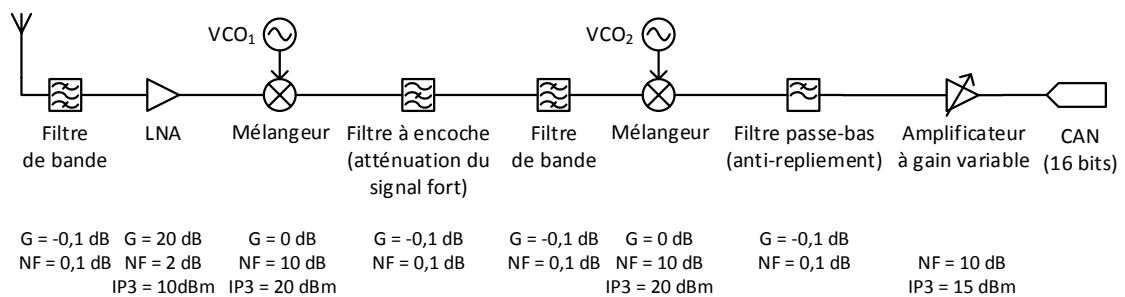 VCO1 VCO2
Filtre de bande
LNA
Mélangeur
Filtre à encoche (atténuation du signal fort)
Filtre de bande
Mélangeur
Filtre passe-bas (anti-repliement)
Amplificateur à gain variable
CAN (16 bits)
G = -0,1 dB G = 20 dB G = 0 dB G = -0,1 dB G = -0,1 dB G = 0 dB G = -0,1 dB
NF = 0,1 dB NF = 2 dB NF = 10 dB NF = 0,1 dB NF = 0,1 dB NF = 10 dB NF = 0,1 dB NF = 10 dB
IP3 = 10dBm IP3 = 20 dBm IP3 = 20 dBm IP3 = 15 dBm